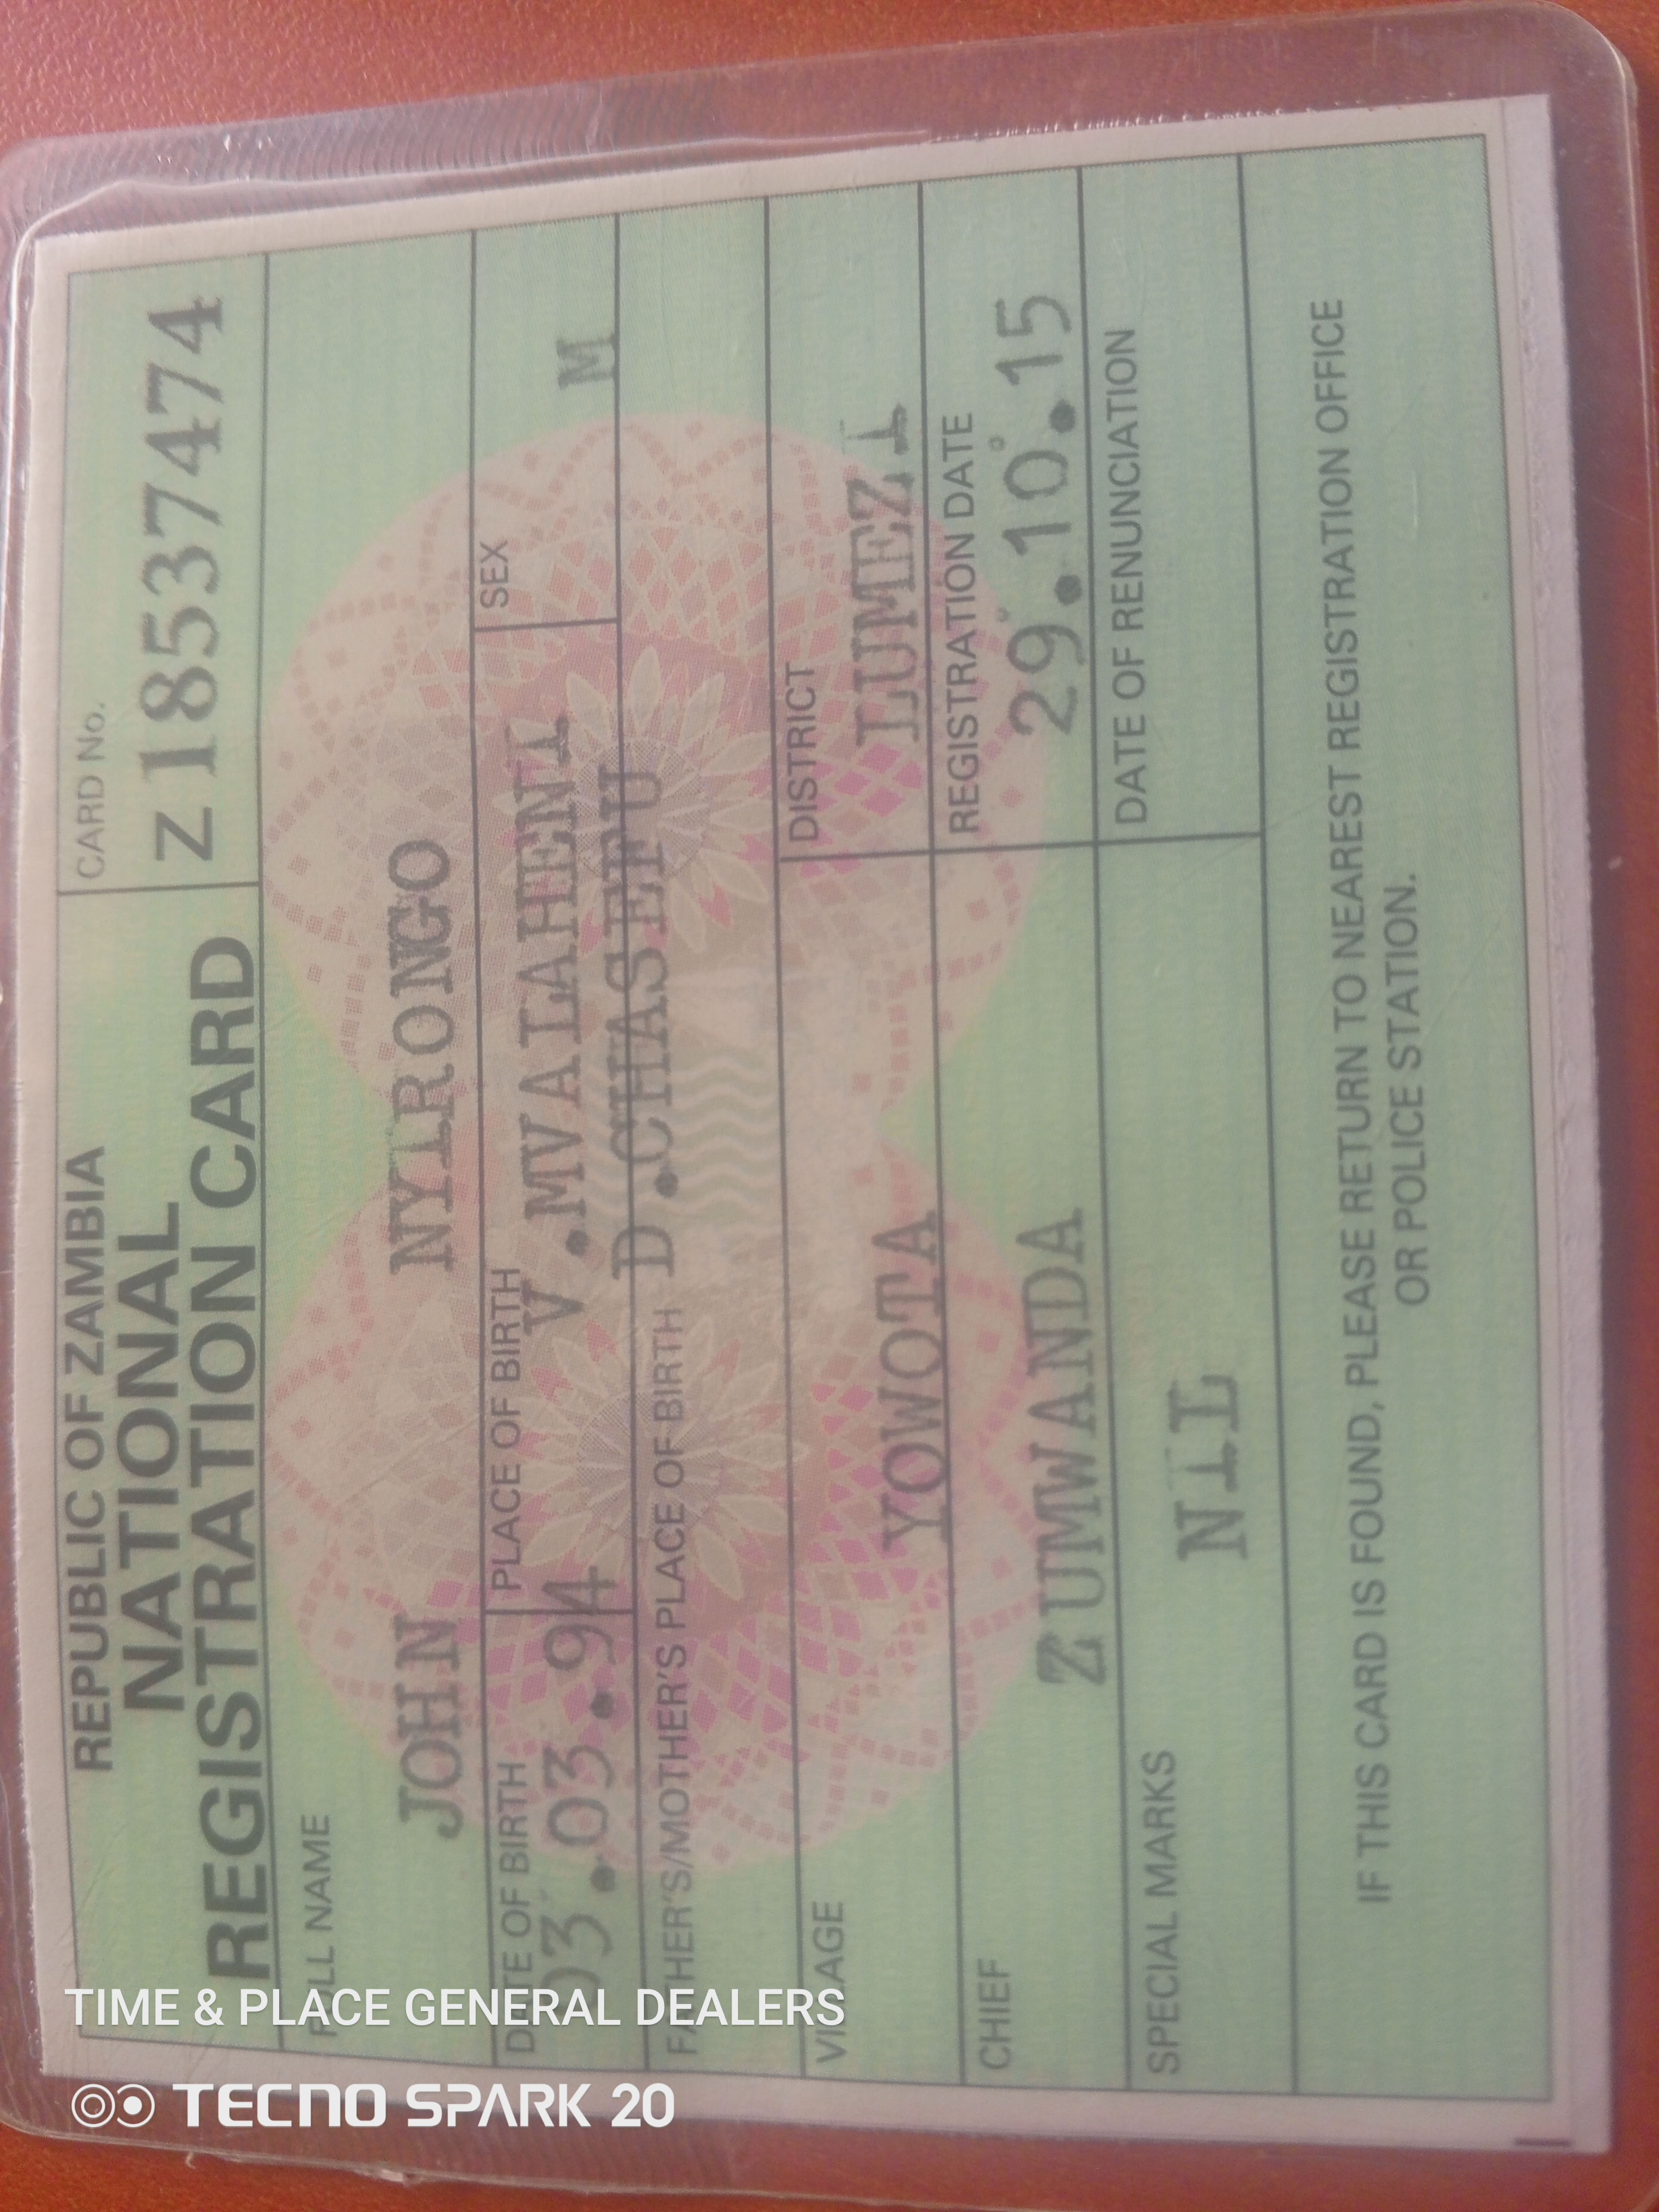 REPUBLIC OF ZAMBIA
NATIONAL
REGISTRATION CARD
CARD No.
Z 18537474
FULL NAME
JOHN NYIRONGO
DATE OF BIRTH
03.03.94
PLACE OF BIRTH
V.MVALAHENI
SEX
M
FATHER'S/MOTHER'S PLACE OF BIRTH
D.CHASEFU
VILLAGE
YOWOTA
DISTRICT
LUMEZI
CHIEF
ZUMWANDA
REGISTRATION DATE
29.10.15
SPECIAL MARKS
NIL
DATE OF RENUNCIATION
IF THIS CARD IS FOUND, PLEASE RETURN TO NEAREST REGISTRATION OFFICE
OR POLICE STATION.
TIME & PLACE GENERAL DEALERS
TECNO SPARK 20